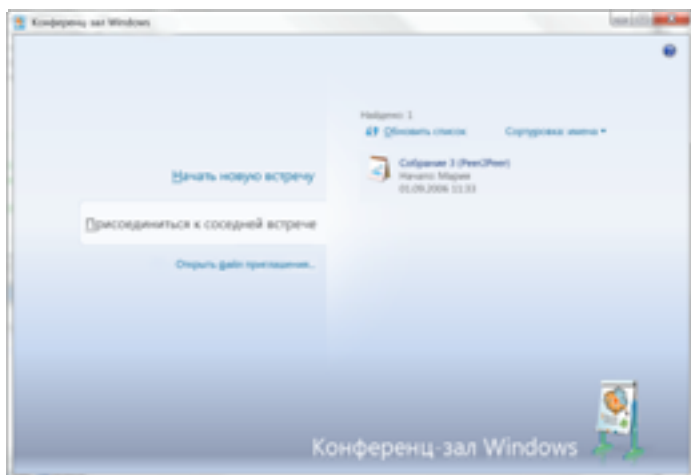 Конференц-зал Windows
Найдено: 1
Обновить список
Сортировка: имена
Начать новую встречу
Собрание 3 (Peer2Peer)
Начато: Мария
01.09.2006 11:33
Присоединиться к соседней встрече
Открыть файл приглашения...
Конференц-зал Windows